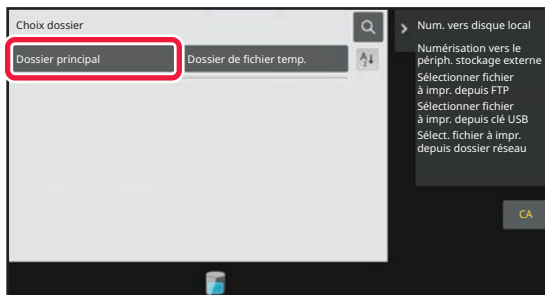 Choix dossier
Dossier principal
Dossier de fichier temp.
Num. vers disque local
Numérisation vers le
périph. stockage externe
Sélectionner fichier
à impr. depuis FTP
Sélectionner fichier
à impr. depuis clé USB
Sélect. fichier à impr.
depuis dossier réseau
CA